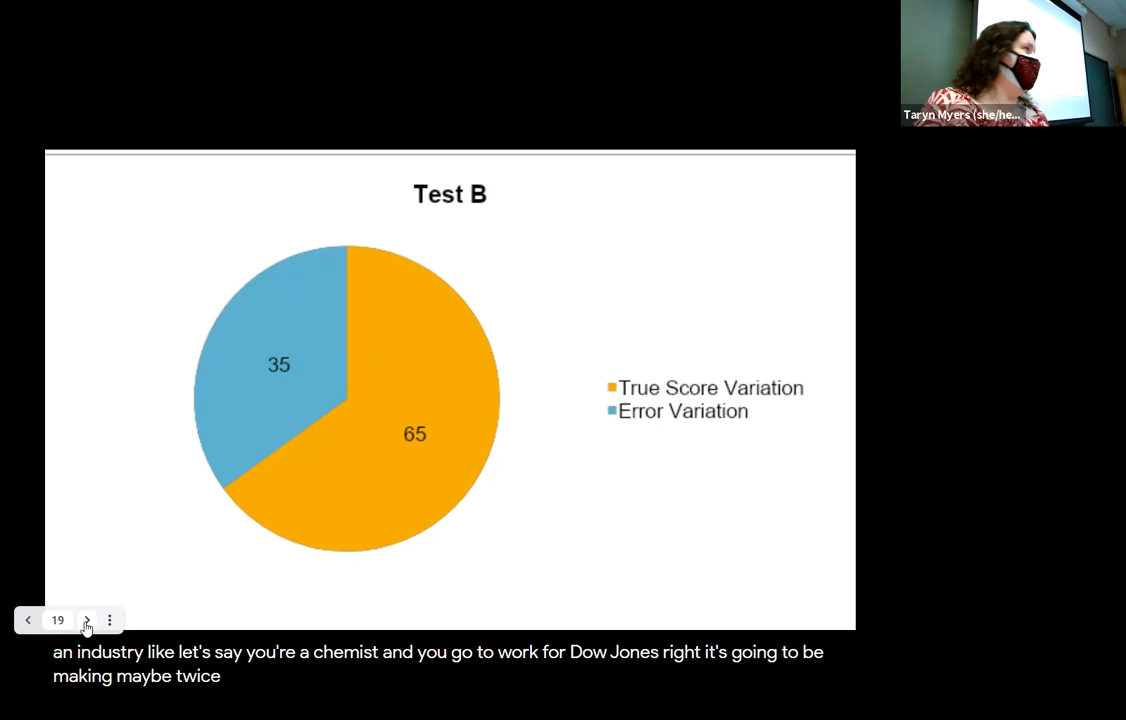 Taryn Myers (she/he...
Test B
35
65
True Score Variation
Error Variation
19
an industry like let's say you're a chemist and you go to work for Dow Jones right it's going to be
making maybe twice